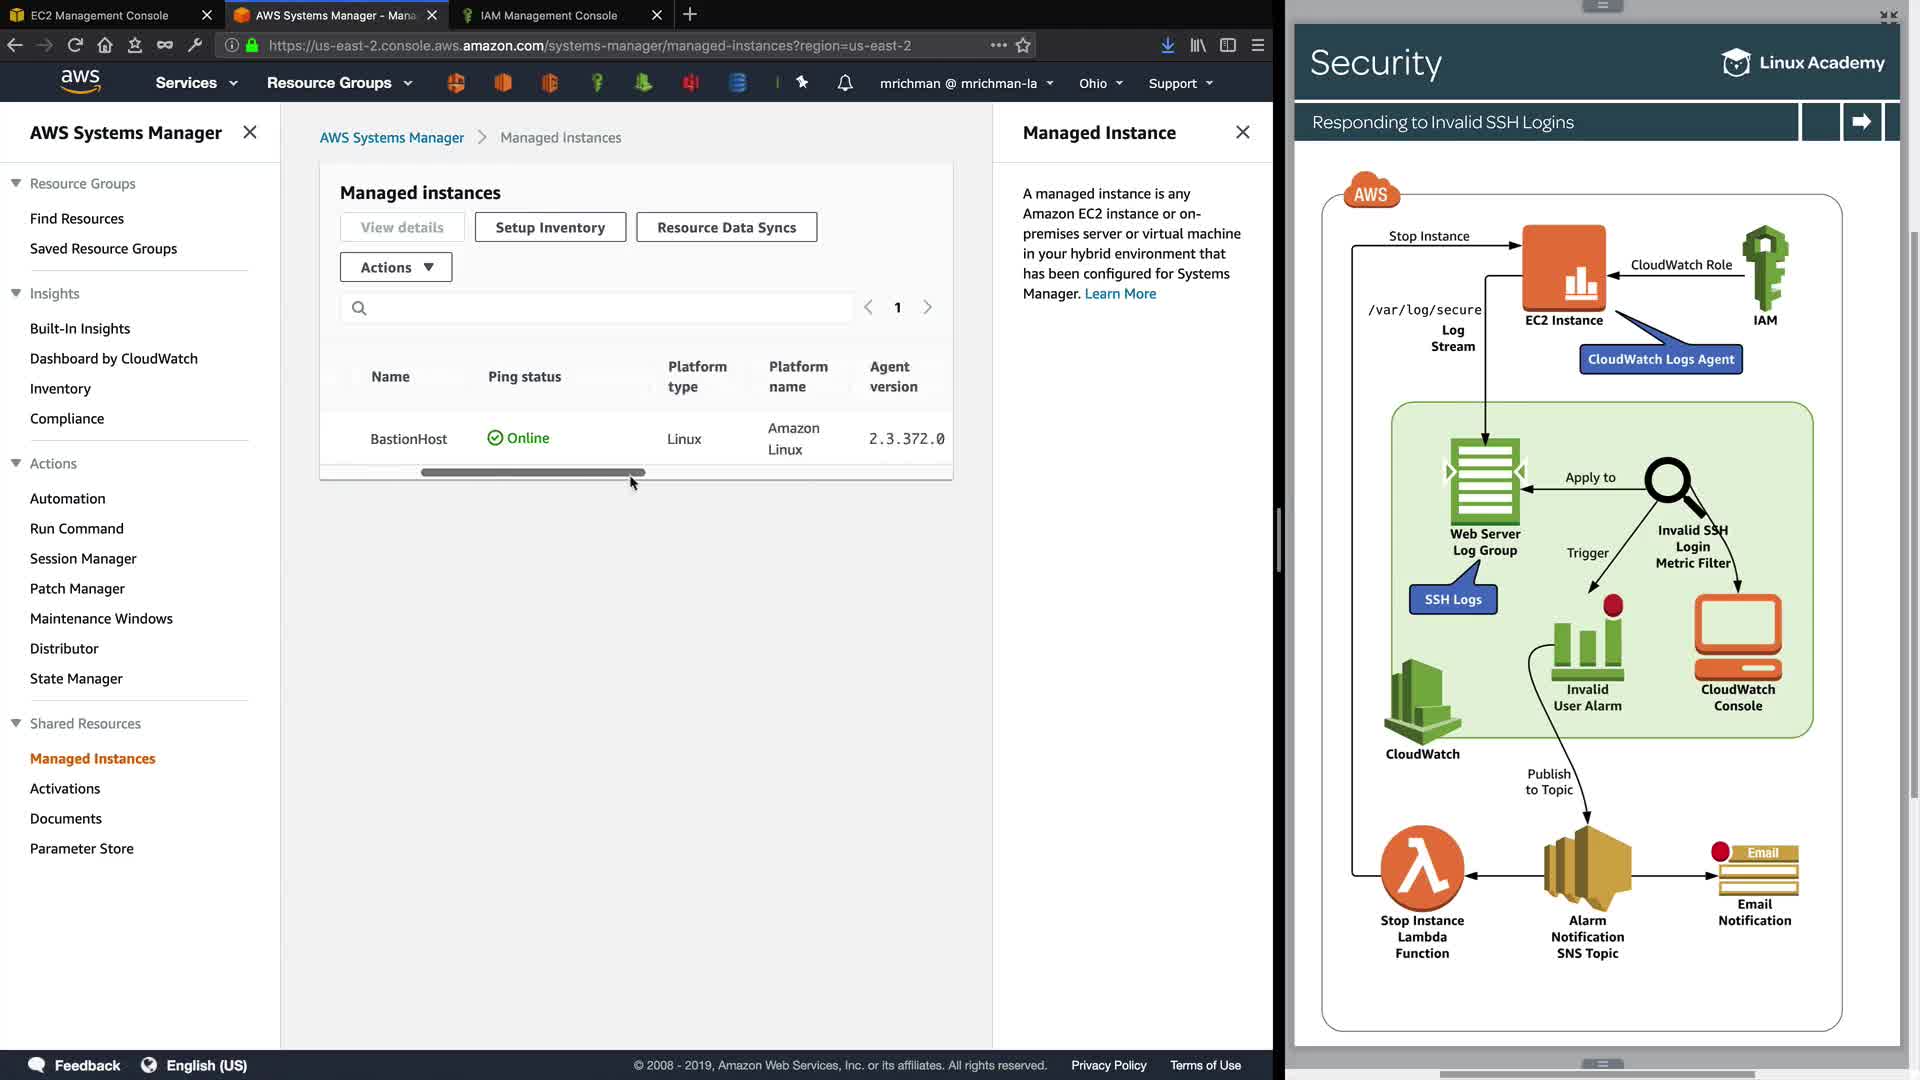 EC2 Management Console
AWS Systems Manager - Mana
IAM Management Console
https://us-east-2.console.aws.amazon.com/systems-manager/managed-instances?region=us-east-2
aws
Services
Resource Groups
mrichman @ mrichman-la
Ohio
Support
AWS Systems Manager
Resource Groups
Find Resources
Saved Resource Groups
Insights
Built-In Insights
Dashboard by CloudWatch
Inventory
Compliance
Actions
Automation
Run Command
Session Manager
Patch Manager
Maintenance Windows
Distributor
State Manager
Shared Resources
Managed Instances
Activations
Documents
Parameter Store
AWS Systems Manager
Managed Instances
Managed instances
View details
Setup Inventory
Resource Data Syncs
Actions
1
Name
Ping status
Platform
type
Platform
name
Agent
version
BastionHost
Online
Linux
Amazon
Linux
2.3.372.0
Managed Instance
A managed instance is any
Amazon EC2 instance or on-
premises server or virtual machine
in your hybrid environment that
has been configured for Systems
Manager. Learn More
Feedback
English (US)
© 2008 - 2019, Amazon Web Services, Inc. or its affiliates. All rights reserved.
Privacy Policy
Terms of Use
Security
Linux Academy
Responding to Invalid SSH Logins
AWS
Stop Instance
CloudWatch Role
/var/log/secure
Log
Stream
EC2 Instance
IAM
CloudWatch Logs Agent
Apply to
Web Server
Log Group
Invalid SSH
Login
Metric Filter
Trigger
SSH Logs
Invalid
User Alarm
CloudWatch
Console
CloudWatch
Publish
to Topic
Email
Stop Instance
Lambda
Function
Alarm
Notification
SNS Topic
Email
Notification